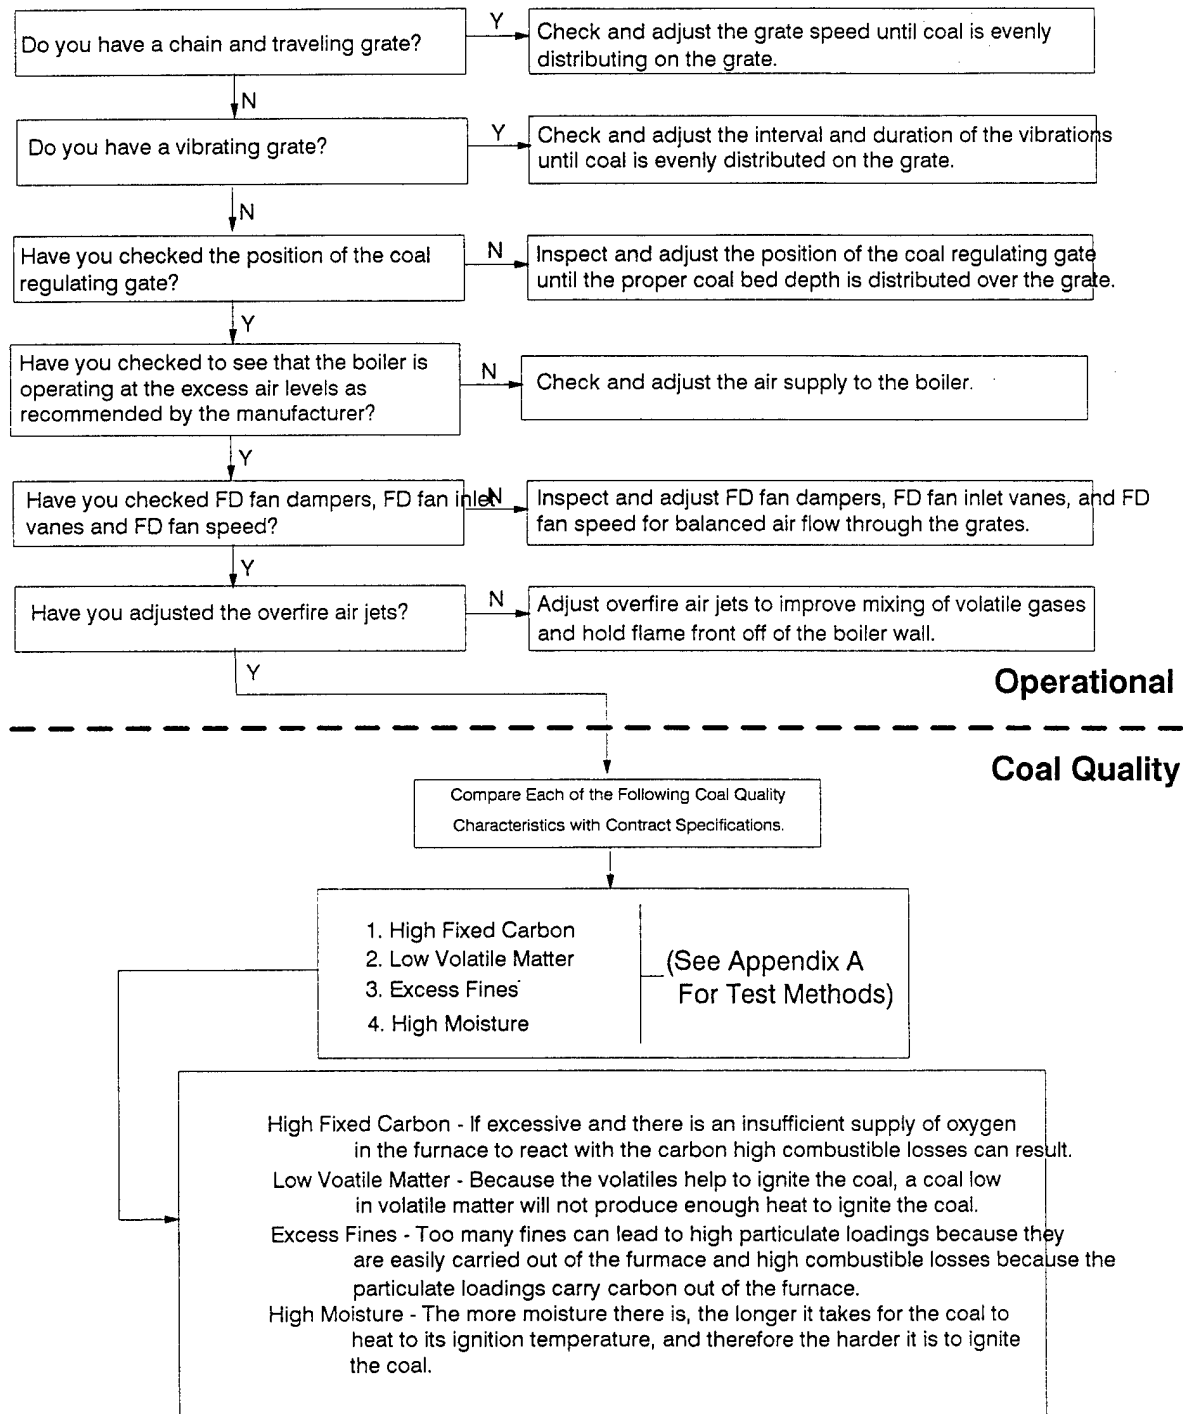 Do you have a chain and traveling grate?
Y
Check and adjust the grate speed until coal is evenly
distributing on the grate.
N
Do you have a vibrating grate?
Y
Check and adjust the interval and duration of the vibrations
until coal is evenly distributed on the grate.
N
Have you checked the position of the coal
regulating gate?
N
Inspect and adjust the position of the coal regulating gate
until the proper coal bed depth is distributed over the grate.
Y
Have you checked to see that the boiler is
operating at the excess air levels as
recommended by the manufacturer?
N
Check and adjust the air supply to the boiler.
Y
Have you checked FD fan dampers, FD fan inlet
vanes and FD fan speed?
N
Inspect and adjust FD fan dampers, FD fan inlet vanes, and FD
fan speed for balanced air flow through the grates.
Y
Have you adjusted the overfire air jets?
N
Adjust overfire air jets to improve mixing of volatile gases
and hold flame front off of the boiler wall.
Y
Operational
Coal Quality
Compare Each of the Following Coal Quality
Characteristics with Contract Specifications.
1. High Fixed Carbon
2. Low Volatile Matter
3. Excess Fines
4. High Moisture
(See Appendix A
For Test Methods)
High Fixed Carbon - If excessive and there is an insufficient supply of oxygen
in the furnace to react with the carbon high combustible losses can result.
Low Voatile Matter - Because the volatiles help to ignite the coal, a coal low
in volatile matter will not produce enough heat to ignite the coal.
Excess Fines - Too many fines can lead to high particulate loadings because they
are easily carried out of the furmace and high combustible losses because the
particulate loadings carry carbon out of the furnace.
High Moisture - The more moisture there is, the longer it takes for the coal to
heat to its ignition temperature, and therefore the harder it is to ignite
the coal.